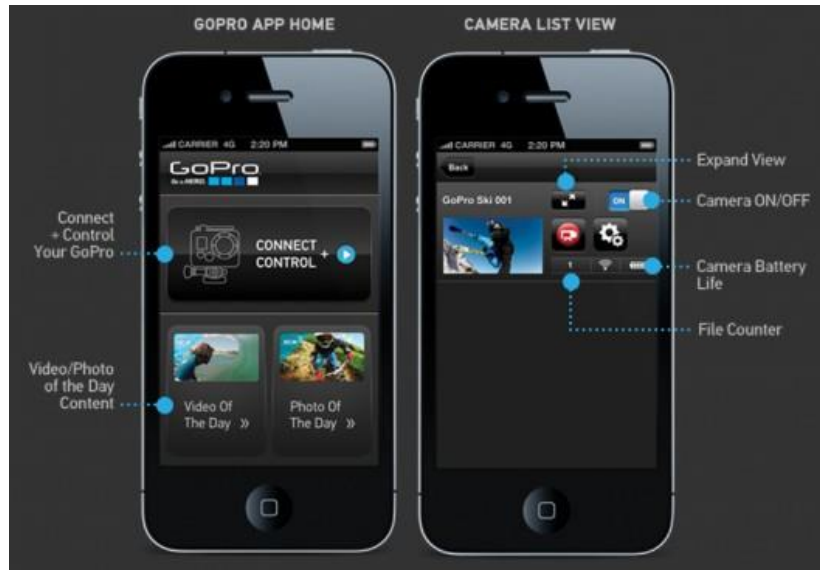 GOPRO APP HOME
CAMERA LIST VIEW
CARRIER 4G 2:20 PM
GoPro
Be a HERO.
Connect
+ Control
Your GoPro
CONNECT +
CONTROL
Video/Photo
of the Day
Content
Video Of
The Day »
Photo Of
The Day »
CARRIER 4G 2:20 PM
Back
GoPro Ski 001
ON
1
Expand View
Camera ON/OFF
Camera Battery
Life
File Counter